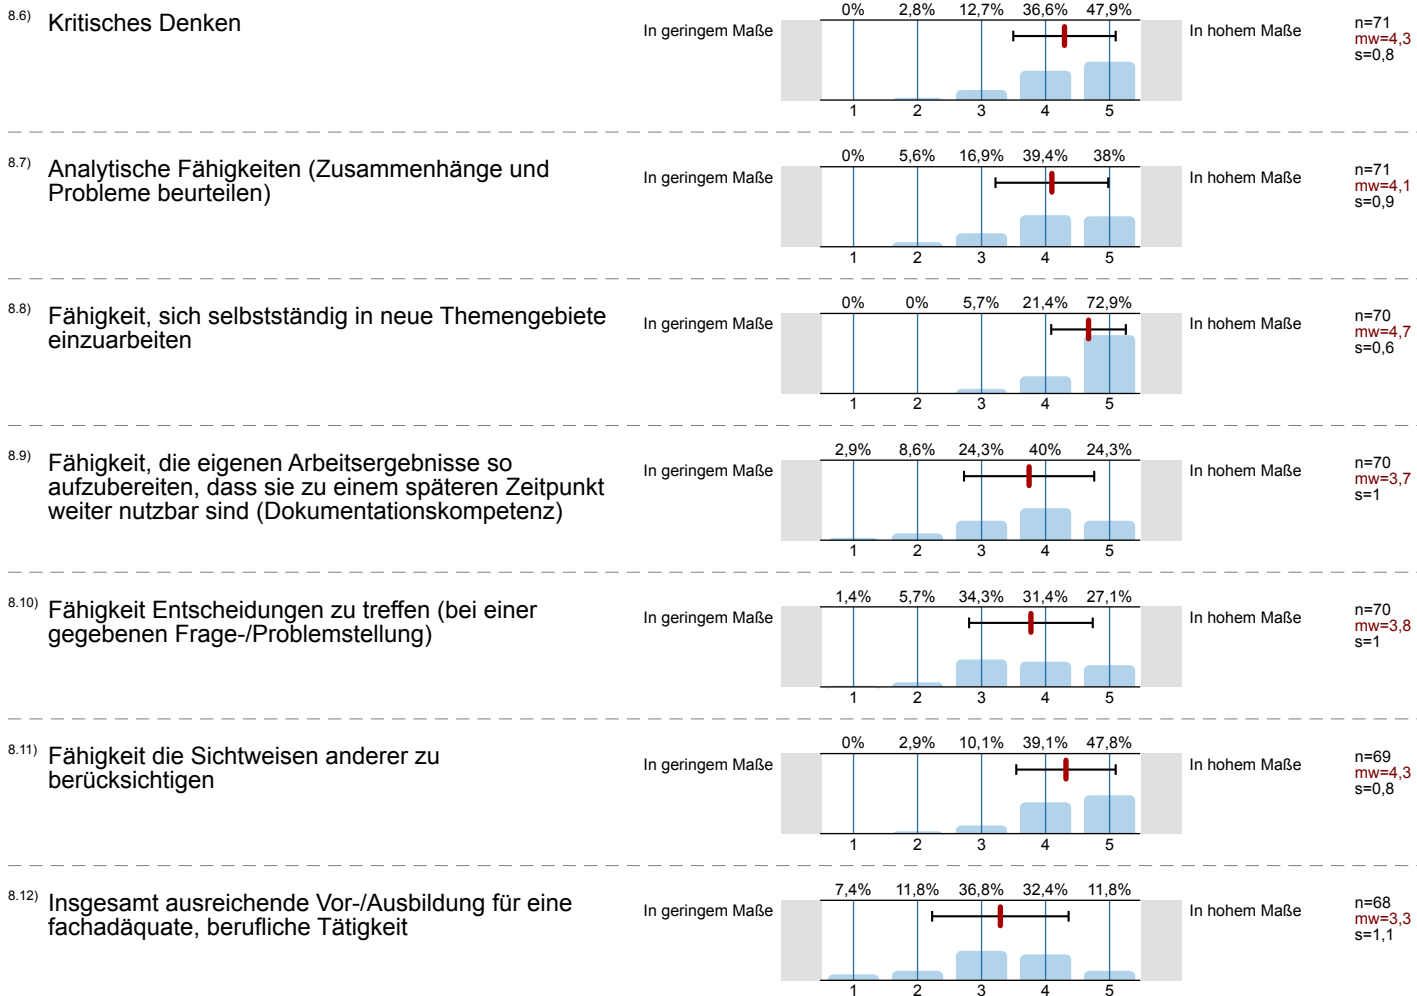 8.6) Kritisches Denken
In geringem Maße
0% 2,8% 12,7% 36,6% 47,9%
1 2 3 4 5
In hohem Maße
n=71
mw=4,3
s=0,8
8.7) Analytische Fähigkeiten (Zusammenhänge und
Probleme beurteilen)
In geringem Maße
0% 5,6% 16,9% 39,4% 38%
1 2 3 4 5
In hohem Maße
n=71
mw=4,1
s=0,9
8.8) Fähigkeit, sich selbstständig in neue Themengebiete
einzuarbeiten
In geringem Maße
0% 0% 5,7% 21,4% 72,9%
1 2 3 4 5
In hohem Maße
n=70
mw=4,7
s=0,6
8.9) Fähigkeit, die eigenen Arbeitsergebnisse so
aufzubereiten, dass sie zu einem späteren Zeitpunkt
weiter nutzbar sind (Dokumentationskompetenz)
In geringem Maße
2,9% 8,6% 24,3% 40% 24,3%
1 2 3 4 5
In hohem Maße
n=70
mw=3,7
s=1
8.10) Fähigkeit Entscheidungen zu treffen (bei einer
gegebenen Frage-/Problemstellung)
In geringem Maße
1,4% 5,7% 34,3% 31,4% 27,1%
1 2 3 4 5
In hohem Maße
n=70
mw=3,8
s=1
8.11) Fähigkeit die Sichtweisen anderer zu
berücksichtigen
In geringem Maße
0% 2,9% 10,1% 39,1% 47,8%
1 2 3 4 5
In hohem Maße
n=69
mw=4,3
s=0,8
8.12) Insgesamt ausreichende Vor-/Ausbildung für eine
fachadäquate, berufliche Tätigkeit
In geringem Maße
7,4% 11,8% 36,8% 32,4% 11,8%
1 2 3 4 5
In hohem Maße
n=68
mw=3,3
s=1,1